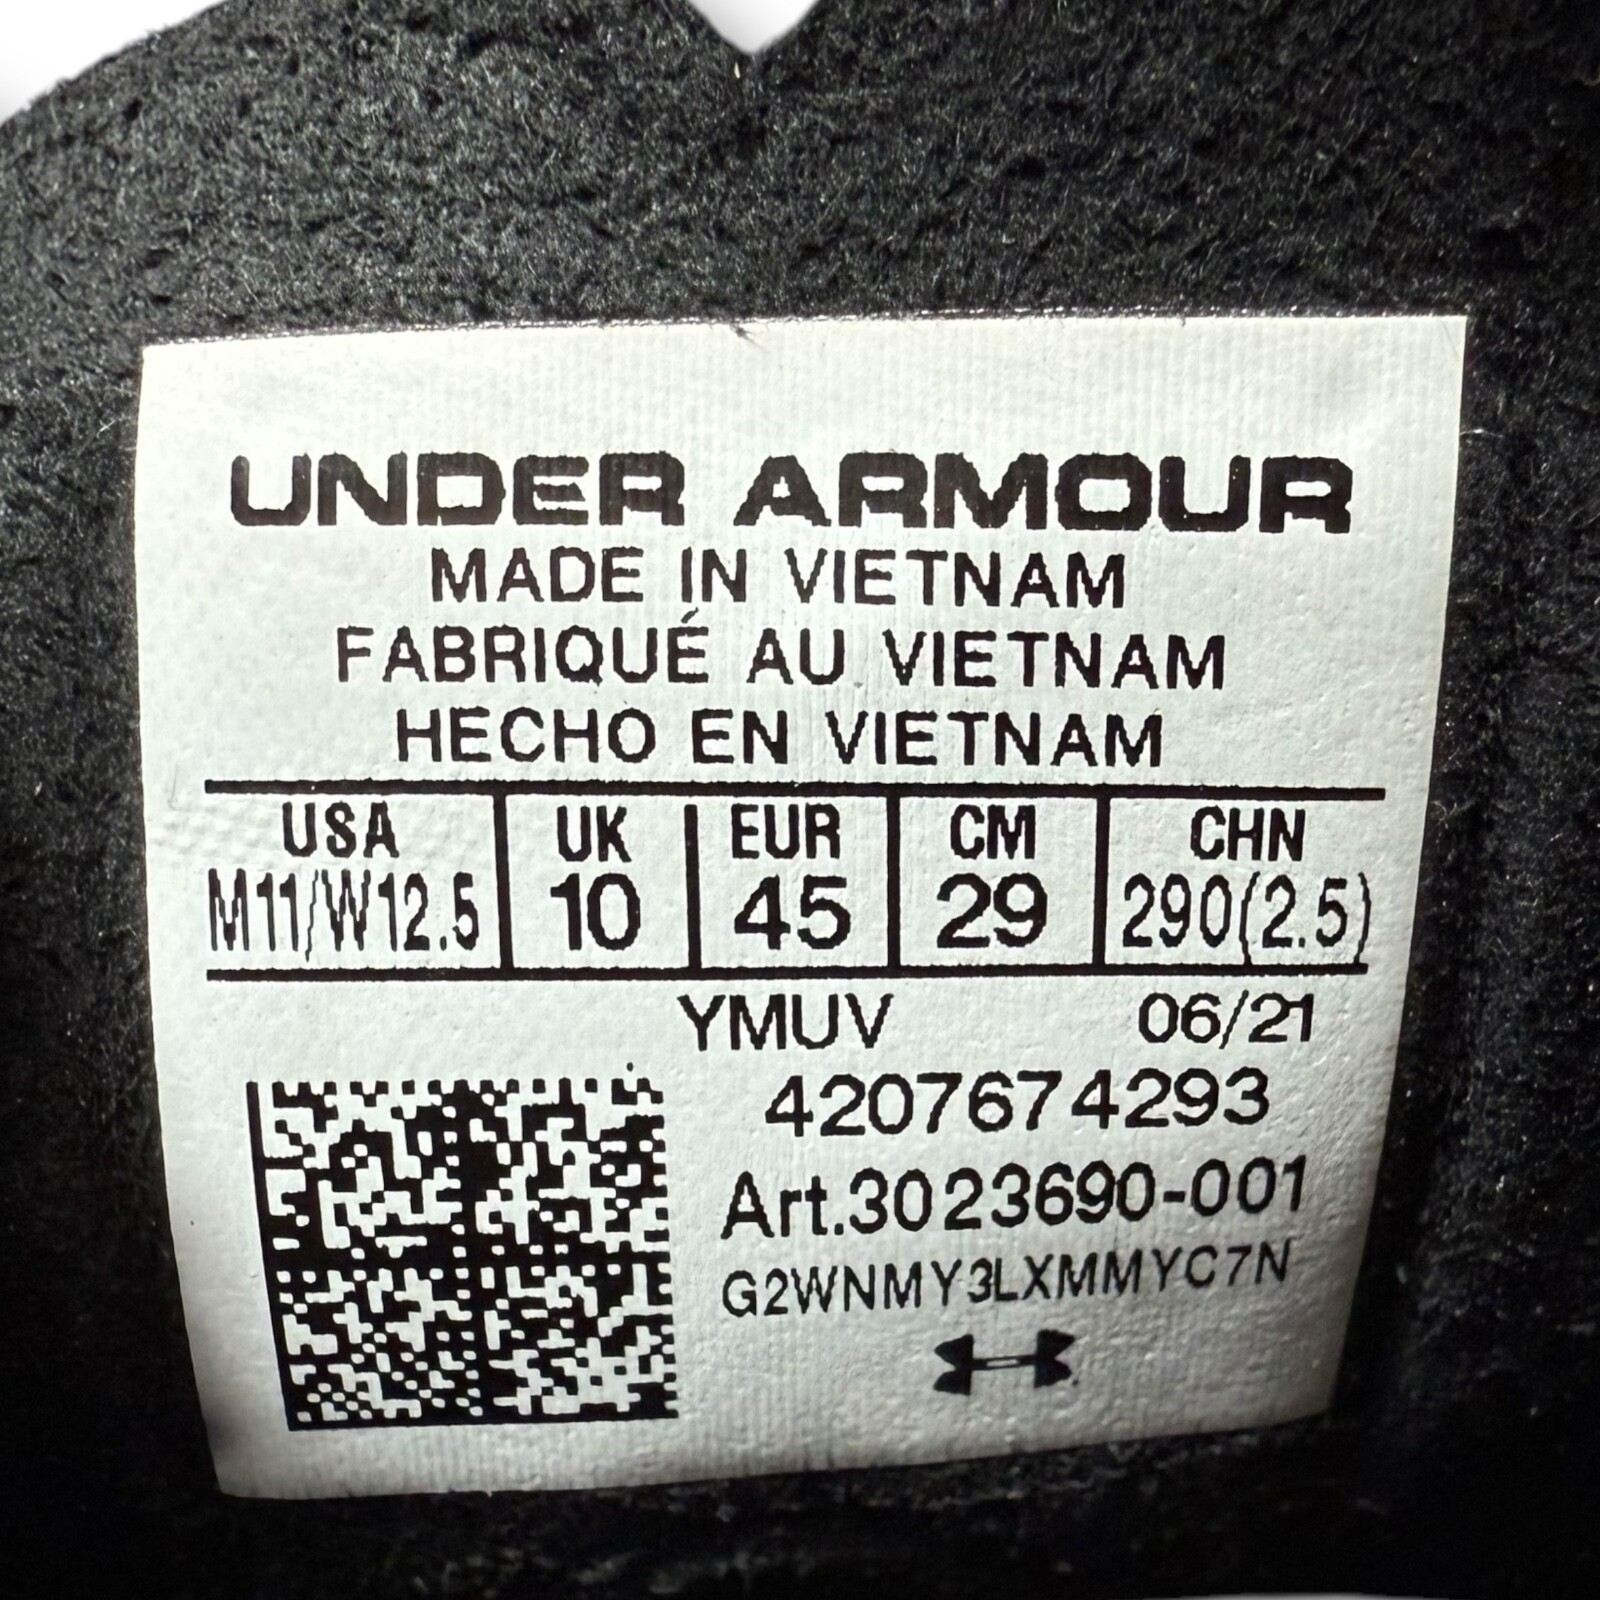 UNDER ARMOUR
MADE IN VIETNAM
FABRIQUÉ AU VIETNAM
HECHO EN VIETNAM
USA UK EUR CM CHN
M11/W12.5 10 45 29 290(2.5)
YMUV 06/21
4207674293
Art.3023690-001
G2WNMY3LXMMYC7N